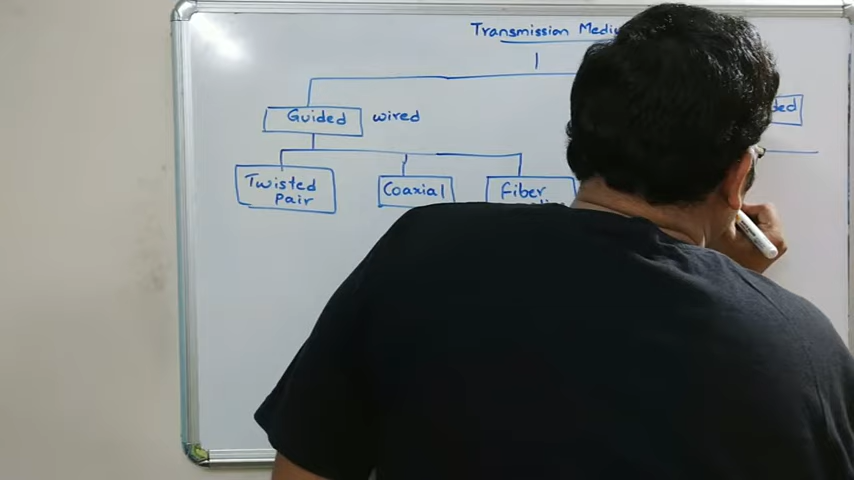 Transmission
Guided wired
Twisted
Pair
Coaxial
Fiber